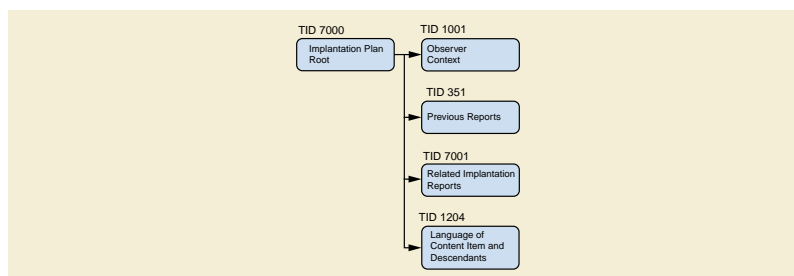 TID 7000
Implantation Plan
Root
TID 1001
Observer
Context
TID 351
Previous Reports
TID 7001
Related Implantation
Reports
TID 1204
Language of
Content Item and
Descendants